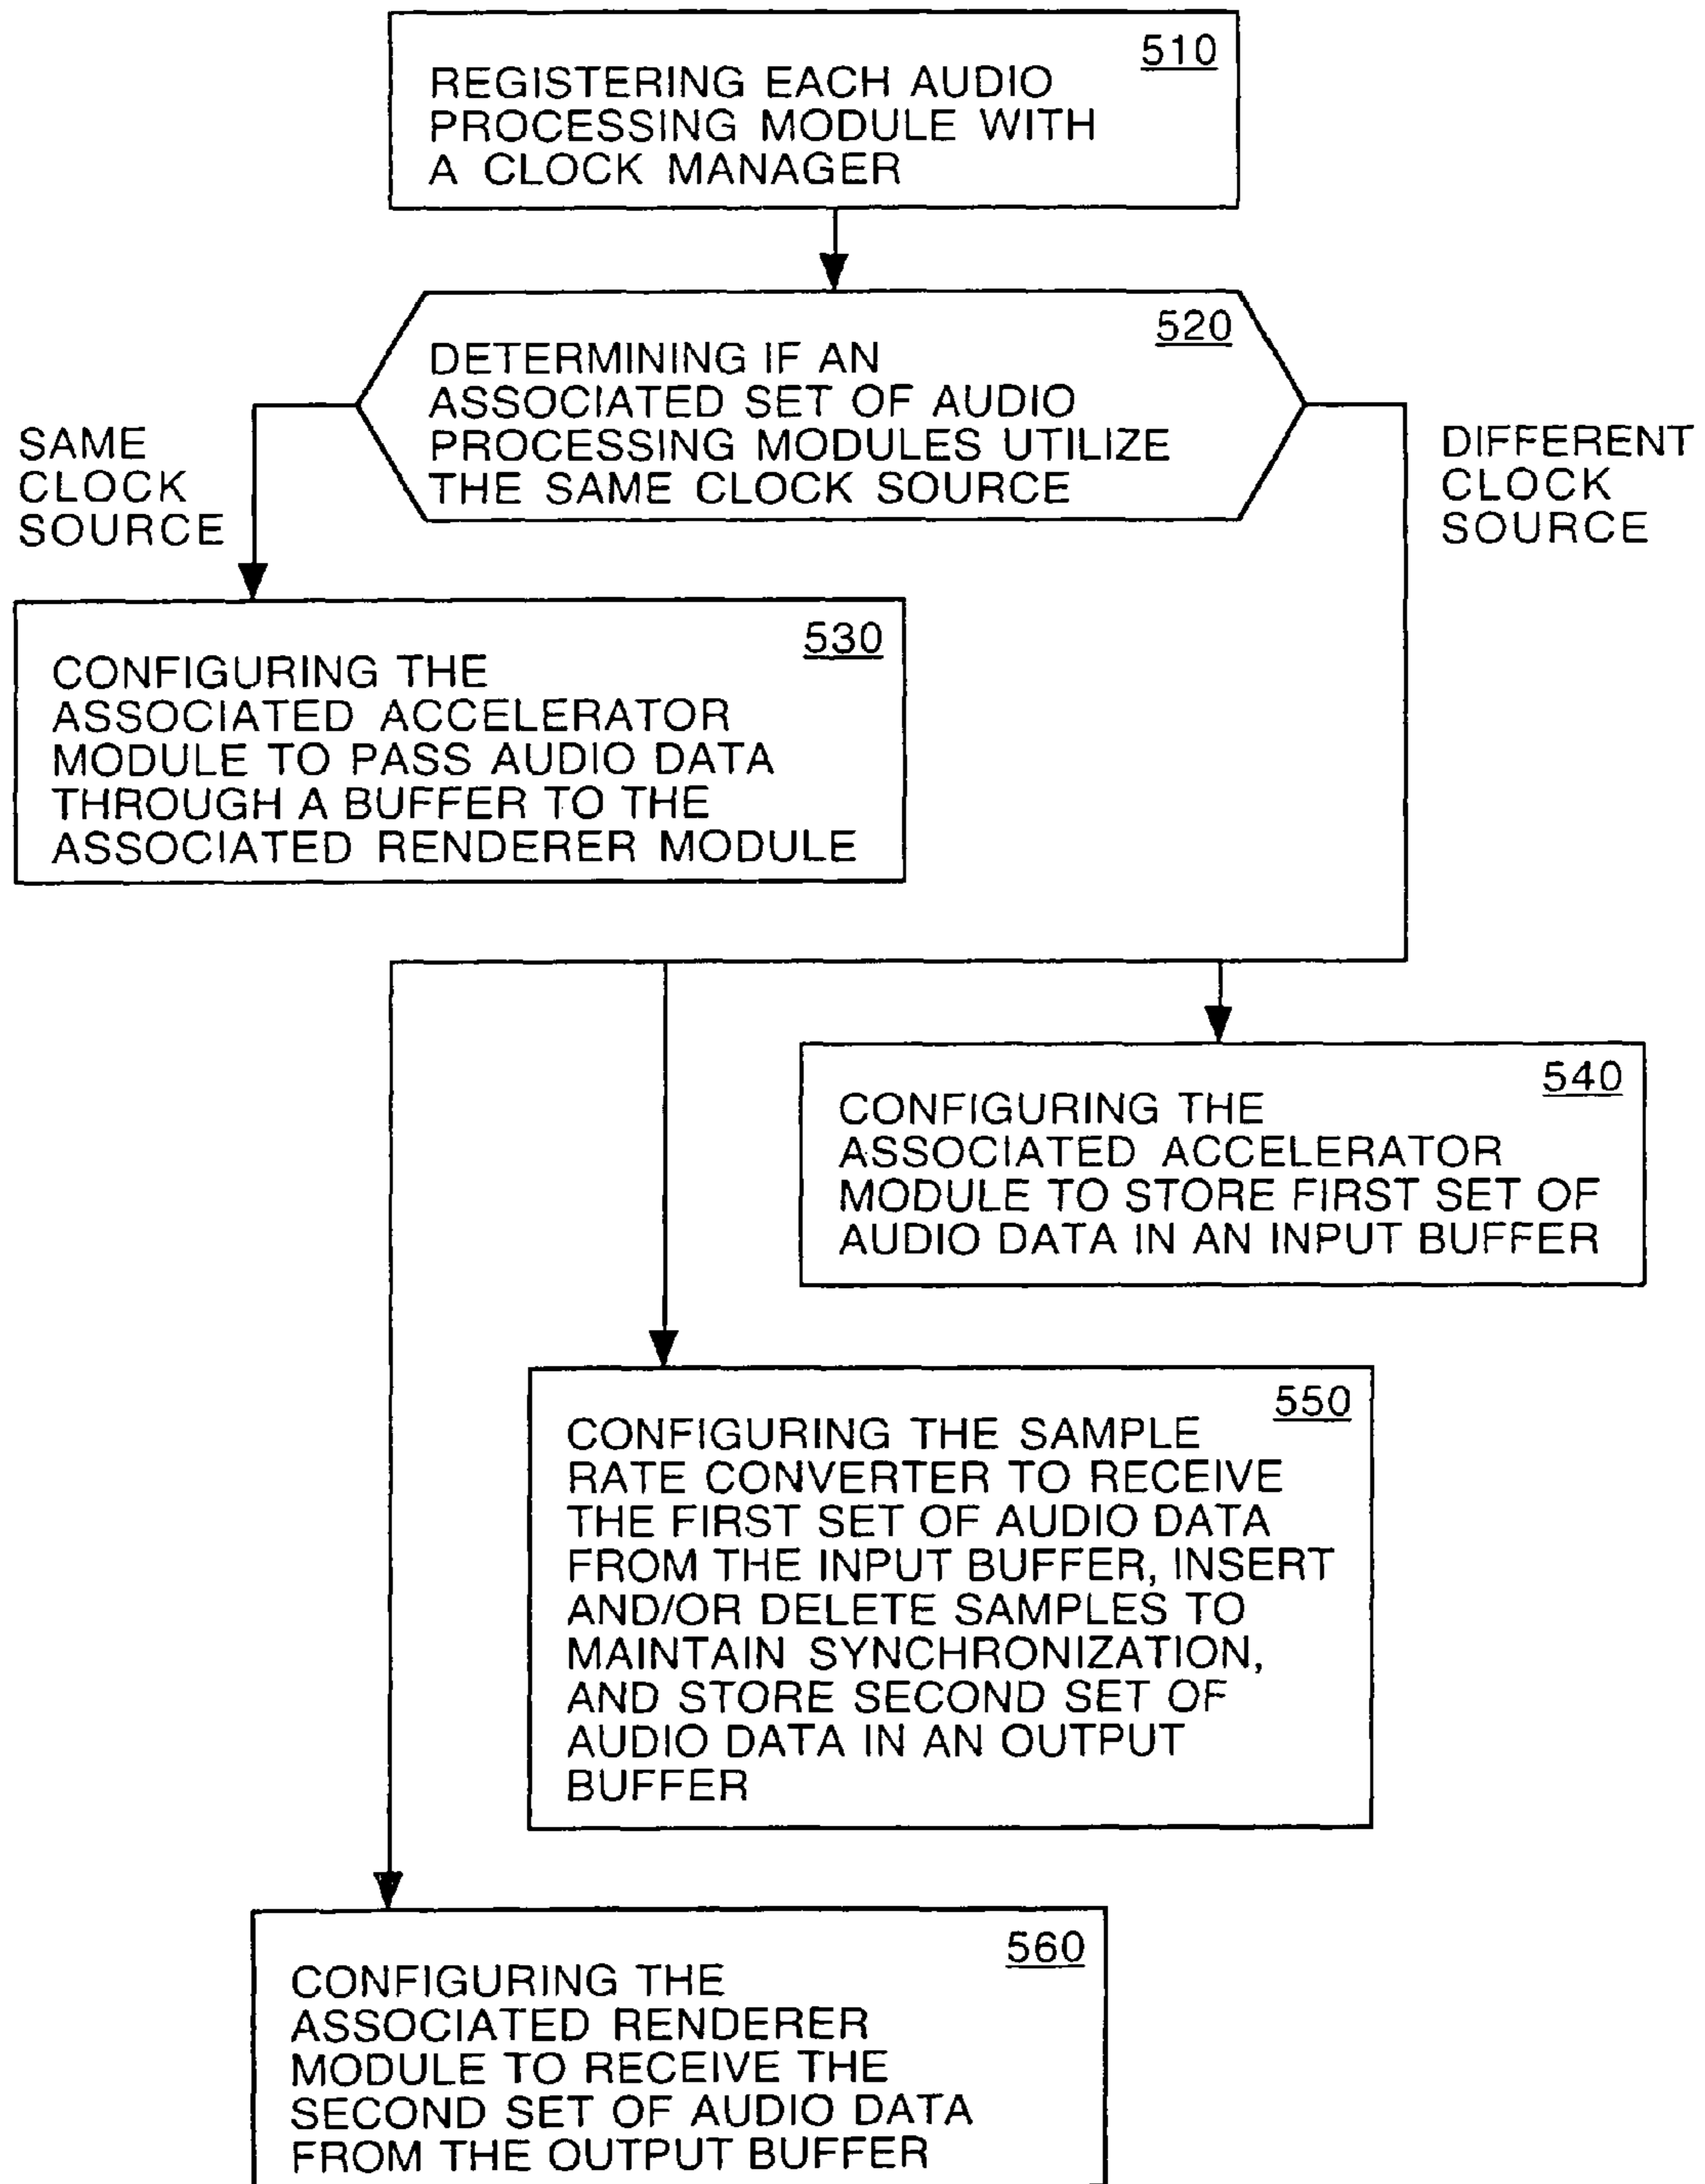 510
REGISTERING EACH AUDIO
PROCESSING MODULE WITH
A CLOCK MANAGER
520
DETERMINING IF AN
ASSOCIATED SET OF AUDIO
PROCESSING MODULES UTILIZE
THE SAME CLOCK SOURCE
SAME
CLOCK
SOURCE
DIFFERENT
CLOCK
SOURCE
530
CONFIGURING THE
ASSOCIATED ACCELERATOR
MODULE TO PASS AUDIO DATA
THROUGH A BUFFER TO THE
ASSOCIATED RENDERER MODULE
540
CONFIGURING THE
ASSOCIATED ACCELERATOR
MODULE TO STORE FIRST SET OF
AUDIO DATA IN AN INPUT BUFFER
550
CONFIGURING THE SAMPLE
RATE CONVERTER TO RECEIVE
THE FIRST SET OF AUDIO DATA
FROM THE INPUT BUFFER, INSERT
AND/OR DELETE SAMPLES TO
MAINTAIN SYNCHRONIZATION,
AND STORE SECOND SET OF
AUDIO DATA IN AN OUTPUT
BUFFER
560
CONFIGURING THE
ASSOCIATED RENDERER
MODULE TO RECEIVE THE
SECOND SET OF AUDIO DATA
FROM THE OUTPUT BUFFER